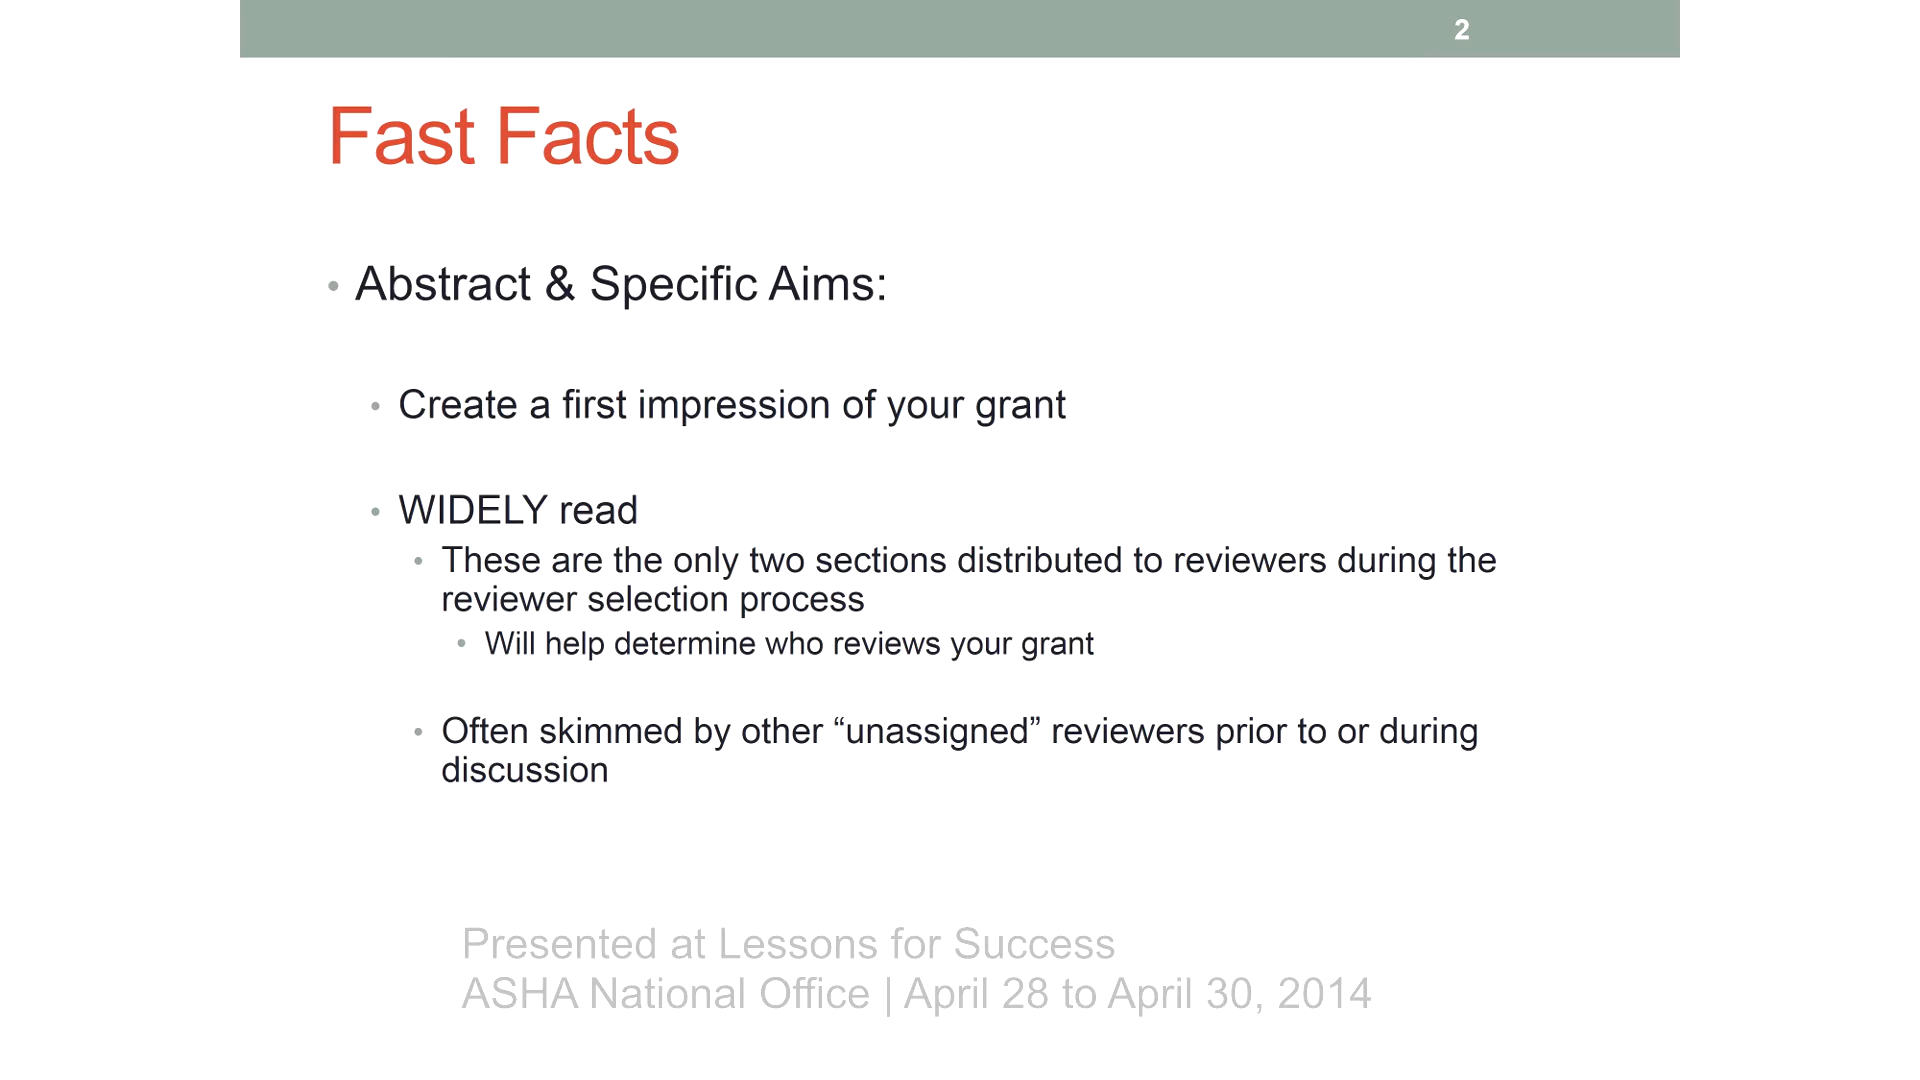 2
Fast Facts
• Abstract & Specific Aims:
• Create a first impression of your grant
• WIDELY read
• These are the only two sections distributed to reviewers during the
reviewer selection process
• Will help determine who reviews your grant
• Often skimmed by other “unassigned” reviewers prior to or during
discussion
Presented at Lessons for Success
ASHA National Office | April 28 to April 30, 2014